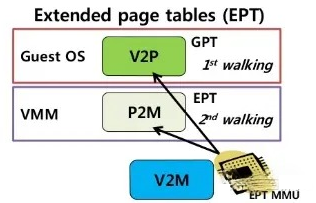 Extended page tables (EPT)
Guest OS
V2P
GPT
1st walking
VMM
P2M
EPT
2nd walking
V2M
EPT MMU